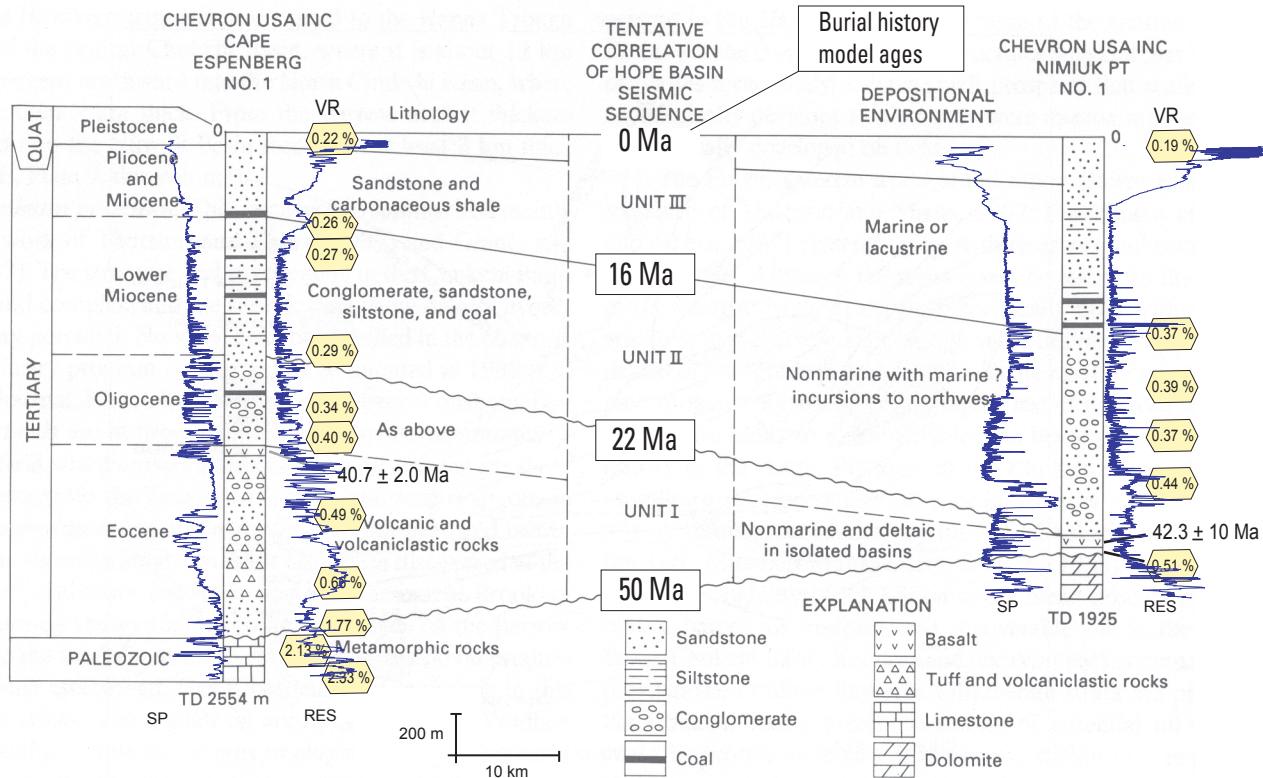 CHEVRON USA INC
CAPE
ESPENBERG
NO. 1
TENTATIVE
CORRELATION
OF HOPE BASIN
SEISMIC
SEQUENCE
Burial history
model ages
CHEVRON USA INC
NIMIUK PT
NO. 1
DEPOSITIONAL
ENVIRONMENT
QUAT
TERTIARY
Pleistocene
Pliocene
and
Miocene
Lower
Miocene
Oligocene
Eocene
PALEOZOIC
0
VR
Lithology
0.22 %
0.26 %
0.27 %
0.29 %
0.34 %
0.40 %
40.7 ± 2.0 Ma
0.49 %
1.77 %
2.13 %
Sandstone and
carbonaceous shale
Conglomerate, sandstone,
siltstone, and coal
As above
Volcanic and
volcaniclastic rocks
Metamorphic rocks
TD 2554 m
SP
RES
0 Ma
UNIT III
16 Ma
UNIT II
22 Ma
UNIT I
50 Ma
Marine or
lacustrine
Nonmarine with marine ?
incursions to northwest
Nonmarine and deltaic
in isolated basins
0
VR
0.19 %
0.37 %
0.39 %
0.37 %
0.44 %
42.3 ± 10 Ma
0.51 %
SP
RES
TD 1925
200 m
10 km
EXPLANATION
Sandstone
Siltstone
Conglomerate
Coal
Basalt
Tuff and volcaniclastic rocks
Limestone
Dolomite